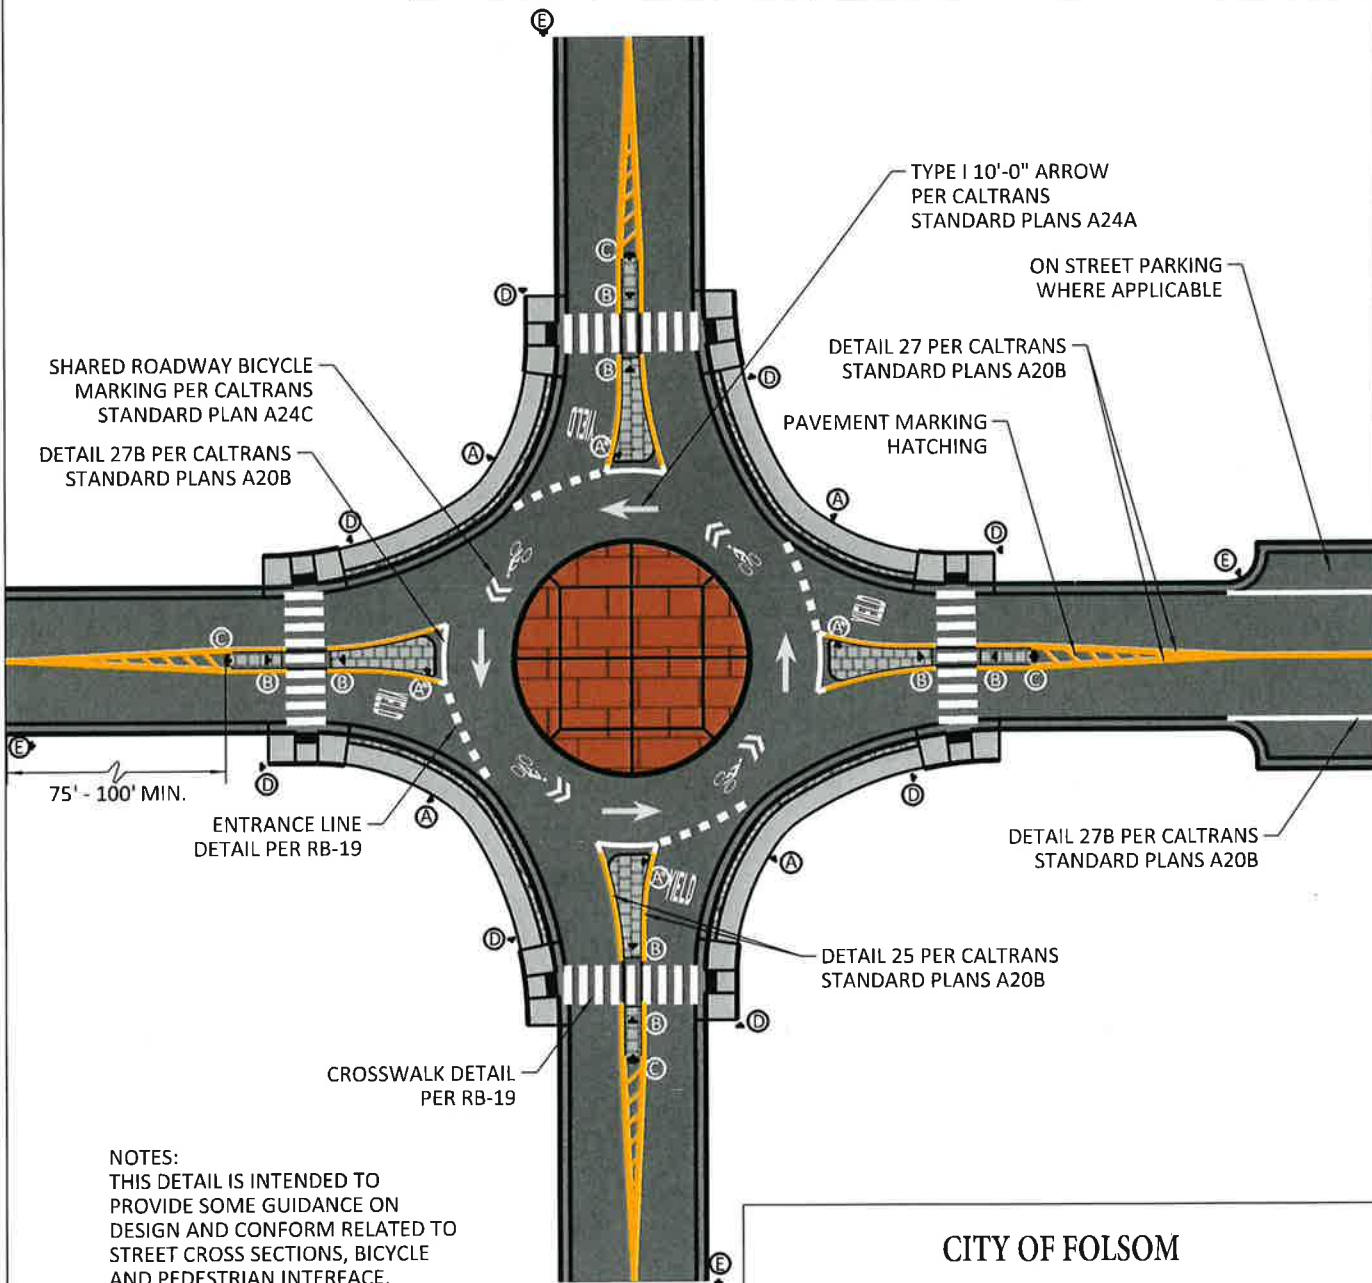 E
TYPE I 10'-0" ARROW
PER CALTRANS
STANDARD PLANS A24A
ON STREET PARKING
WHERE APPLICABLE
C
D
B
DETAIL 27 PER CALTRANS
STANDARD PLANS A20B
SHARED ROADWAY BICYCLE
MARKING PER CALTRANS
STANDARD PLAN A24C
B
D
PAVEMENT MARKING
HATCHING
YIELD
A
A
DETAIL 27B PER CALTRANS
STANDARD PLANS A20B
A
D
D
E
YIELD
A
C
B
B
A
B
B
C
YIELD
E
75' - 100' MIN.
D
D
A
ENTRANCE LINE
DETAIL PER RB-19
DETAIL 27B PER CALTRANS
STANDARD PLANS A20B
A
A
YIELD
D
B
DETAIL 25 PER CALTRANS
STANDARD PLANS A20B
B
D
C
CROSSWALK DETAIL
PER RB-19
NOTES:
THIS DETAIL IS INTENDED TO
PROVIDE SOME GUIDANCE ON
DESIGN AND CONFORM RELATED TO
STREET CROSS SECTIONS, BICYCLE
AND PEDESTRIAN INTERFACE.
E
CITY OF FOLSOM